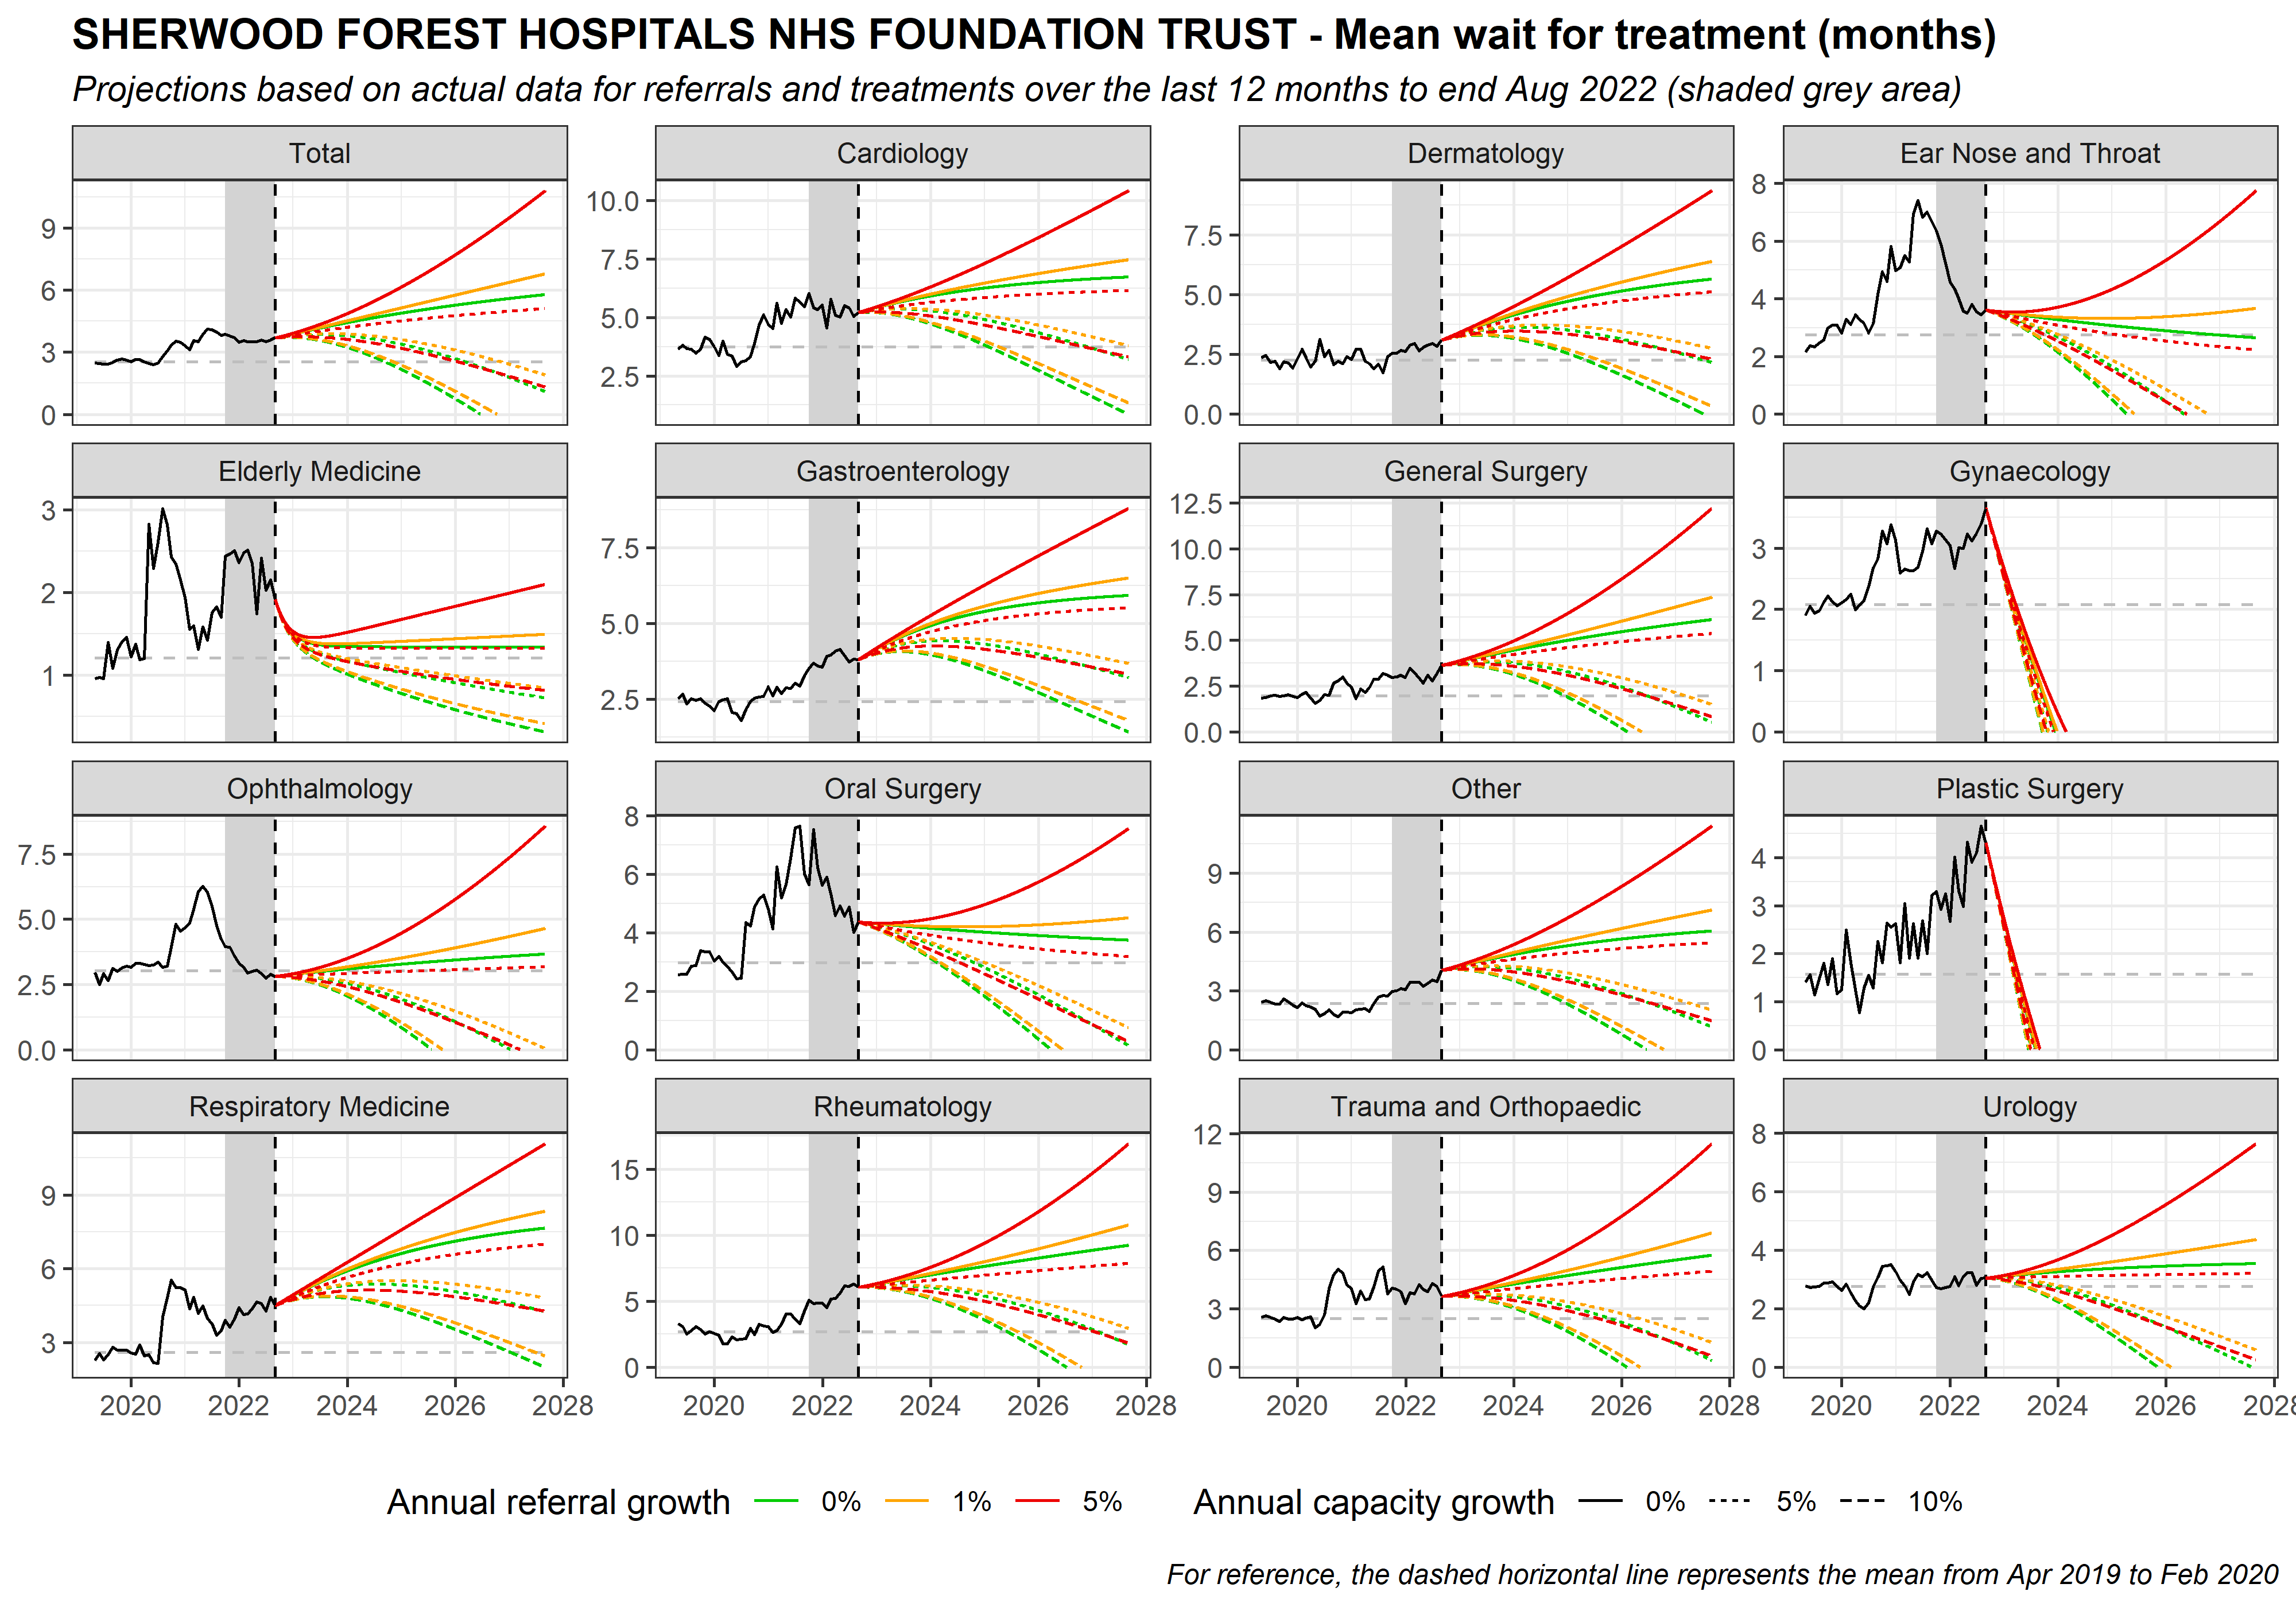 SHERWOOD FOREST HOSPITALS NHS FOUNDATION TRUST - Mean wait for treatment (months)
Projections based on actual data for referrals and treatments over the last 12 months to end Aug 2022 (shaded grey area)
Total
Cardiology
Dermatology
Ear Nose and Throat
9
6
3
0
10.0
7.5
5.0
2.5
7.5
5.0
2.5
0.0
8
6
4
2
0
Elderly Medicine
Gastroenterology
General Surgery
Gynaecology
3
2
1
7.5
5.0
2.5
12.5
10.0
7.5
5.0
2.5
0.0
3
2
1
0
Ophthalmology
Oral Surgery
Other
Plastic Surgery
7.5
5.0
2.5
0.0
8
6
4
2
0
9
6
3
0
4
3
2
1
0
Respiratory Medicine
Rheumatology
Trauma and Orthopaedic
Urology
9
6
3
15
10
5
0
12
9
6
3
0
8
6
4
2
0
2020 2022 2024 2026 2028
2020 2022 2024 2026 2028
2020 2022 2024 2026 2028
2020 2022 2024 2026 2028
Annual referral growth 0% 1% 5%
Annual capacity growth 0% 5% 10%
For reference, the dashed horizontal line represents the mean from Apr 2019 to Feb 2020